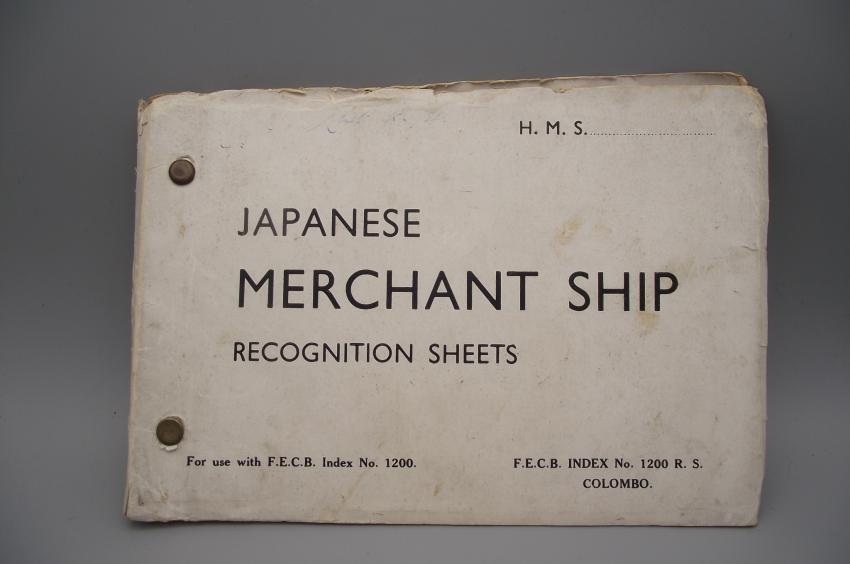 H. M. S.
JAPANESE
MERCHANT SHIP
RECOGNITION SHEETS
For use with F.E.C.B. Index No. 1200.
F.E.C.B. INDEX No. 1200 R. S.
COLOMBO.